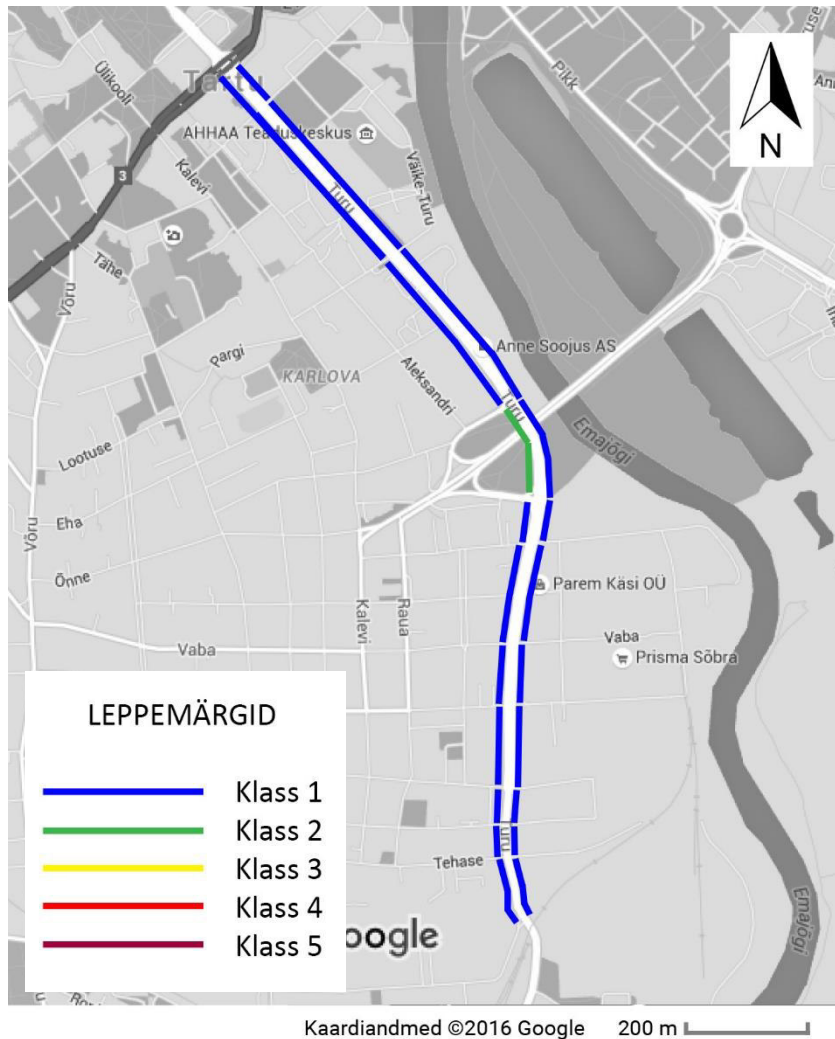 Ülikooli
Tartu
Pikk
AHHAA Teaduskeskus
N
3
Kalevi
Turu
Väike-Turu
Tähe
Võru
Anne Soojus AS
Pargi
KARLOVA
Aleksandri
Turu
Emajõgi
Lootuse
Võru
Eha
Õnne
Parem Käsi OÜ
Kalevi
Raua
Vaba
Vaba
Prisma Sõbra
LEPPEMÄRGID
Klass 1
Klass 2
Klass 3
Klass 4
Klass 5
Turu
Tehase
Emajõgi
oogle
Kaardiandmed ©2016 Google 200 m